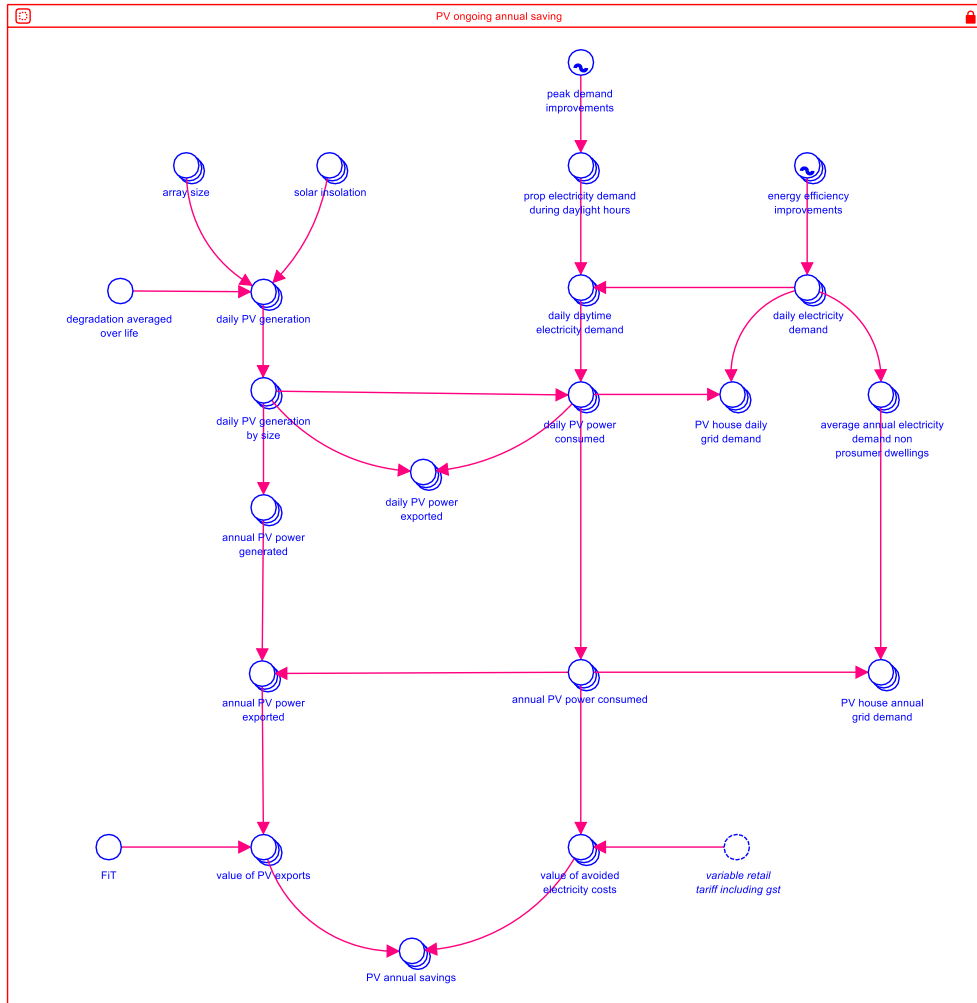 PV ongoing annual saving
peak demand
improvements
array size
solar insolation
prop electricity demand
during daylight hours
energy efficiency
improvements
degradation averaged
over life
daily PV generation
daily daytime
electricity demand
daily electricity
demand
daily PV generation
by size
daily PV power
consumed
PV house daily
grid demand
average annual electricity
demand non
prosumer dwellings
daily PV power
exported
annual PV power
generated
annual PV power
exported
annual PV power consumed
PV house annual
grid demand
FiT
value of PV exports
value of avoided
electricity costs
variable retail
tariff including gst
PV annual savings